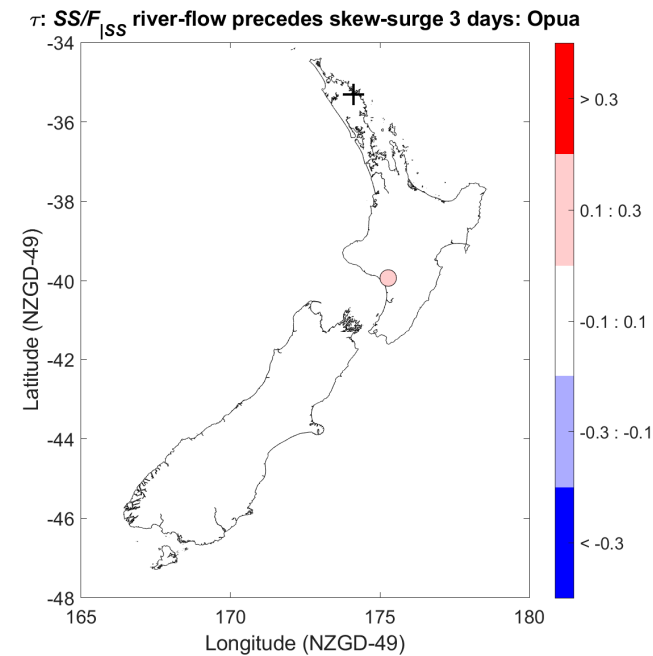 τ: SS/F|SS river-flow precedes skew-surge 3 days: Opua
-34
-36
-38
-40
-42
-44
-46
-48
165
170
175
180
Latitude (NZGD-49)
Longitude (NZGD-49)
> 0.3
0.1 : 0.3
-0.1 : 0.1
-0.3 : -0.1
< -0.3